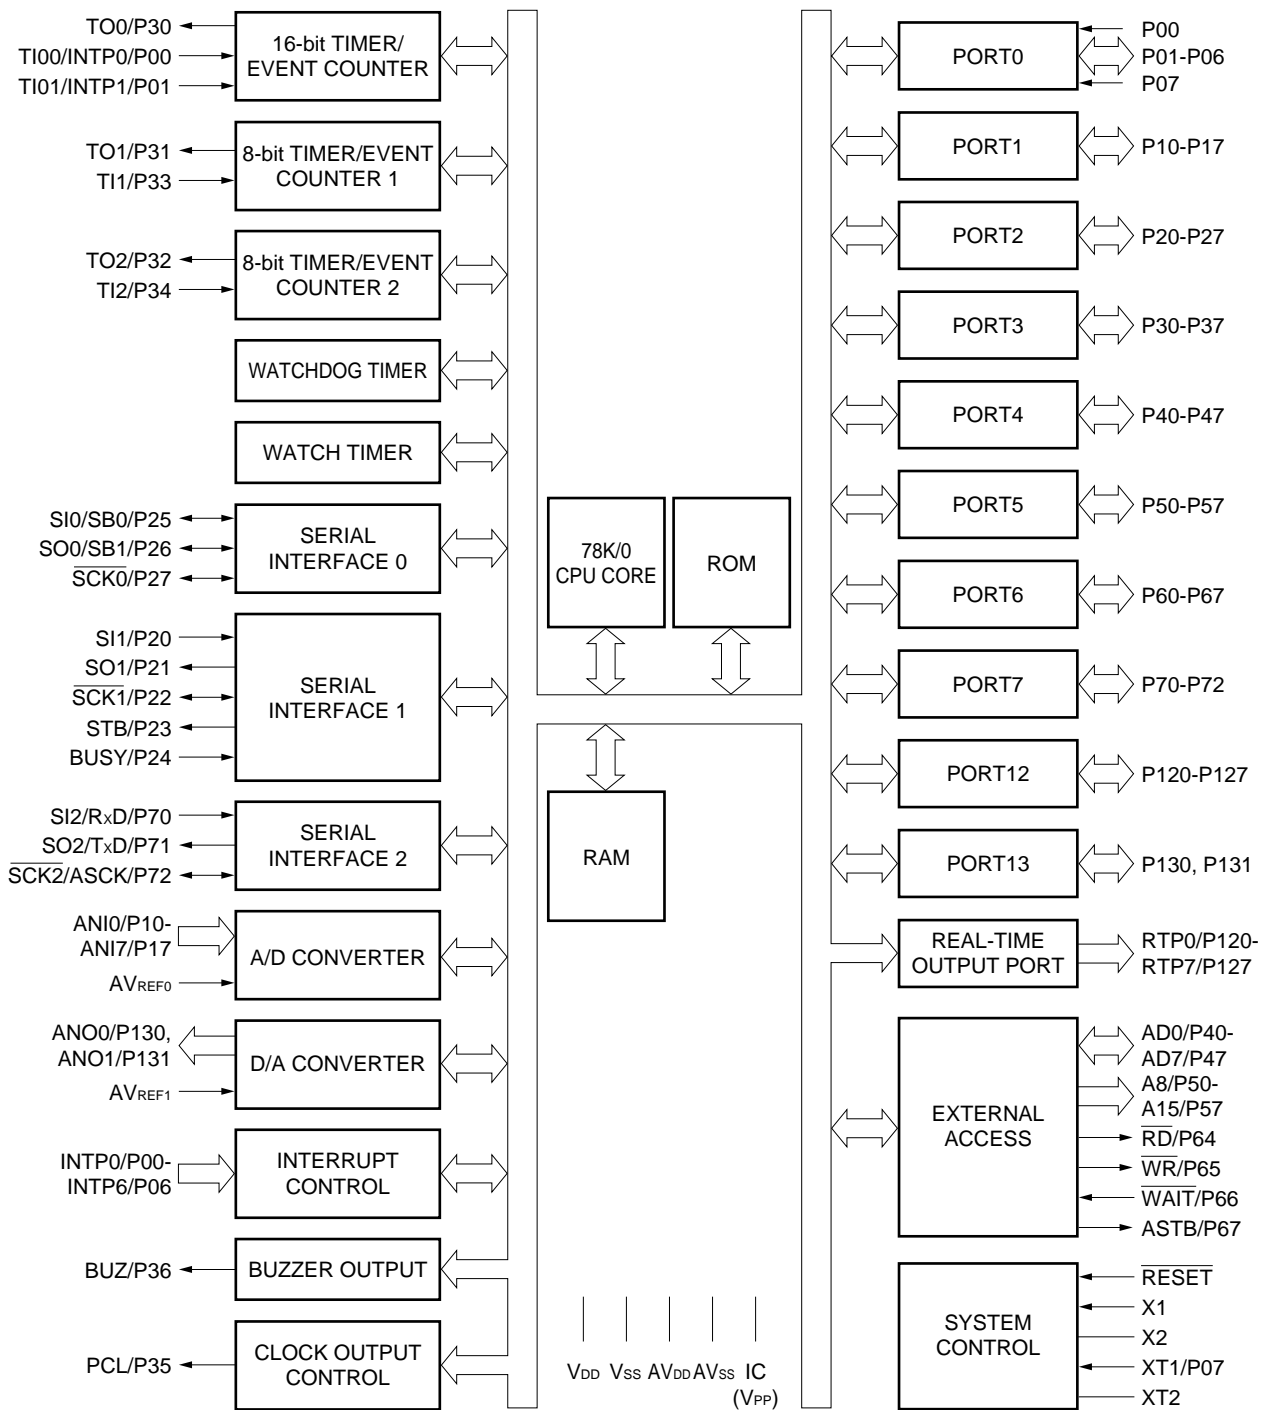 TO0/P30
TI00/INTP0/P00
TI01/INTP1/P01
16-bit TIMER/
EVENT COUNTER
TO1/P31
TI1/P33
8-bit TIMER/EVENT
COUNTER 1
TO2/P32
TI2/P34
8-bit TIMER/EVENT
COUNTER 2
WATCHDOG TIMER
WATCH TIMER
SI0/SB0/P25
SO0/SB1/P26
SCK0/P27
SERIAL
INTERFACE 0
SI1/P20
SO1/P21
SCK1/P22
STB/P23
BUSY/P24
SERIAL
INTERFACE 1
SI2/RxD/P70
SO2/TxD/P71
SCK2/ASCK/P72
SERIAL
INTERFACE 2
ANI0/P10-
ANI7/P17
AVREF0
A/D CONVERTER
ANO0/P130,
ANO1/P131
AVREF1
D/A CONVERTER
INTP0/P00-
INTP6/P06
INTERRUPT
CONTROL
BUZ/P36
BUZZER OUTPUT
PCL/P35
CLOCK OUTPUT
CONTROL
78K/0
CPU CORE
ROM
RAM
VDD VSS AVDD AVSS IC
(VPP)
PORT0
P00
P01-P06
P07
PORT1
P10-P17
PORT2
P20-P27
PORT3
P30-P37
PORT4
P40-P47
PORT5
P50-P57
PORT6
P60-P67
PORT7
P70-P72
PORT12
P120-P127
PORT13
P130, P131
REAL-TIME
OUTPUT PORT
RTP0/P120-
RTP7/P127
EXTERNAL
ACCESS
AD0/P40-
AD7/P47
A8/P50-
A15/P57
RD/P64
WR/P65
WAIT/P66
ASTB/P67
SYSTEM
CONTROL
RESET
X1
X2
XT1/P07
XT2